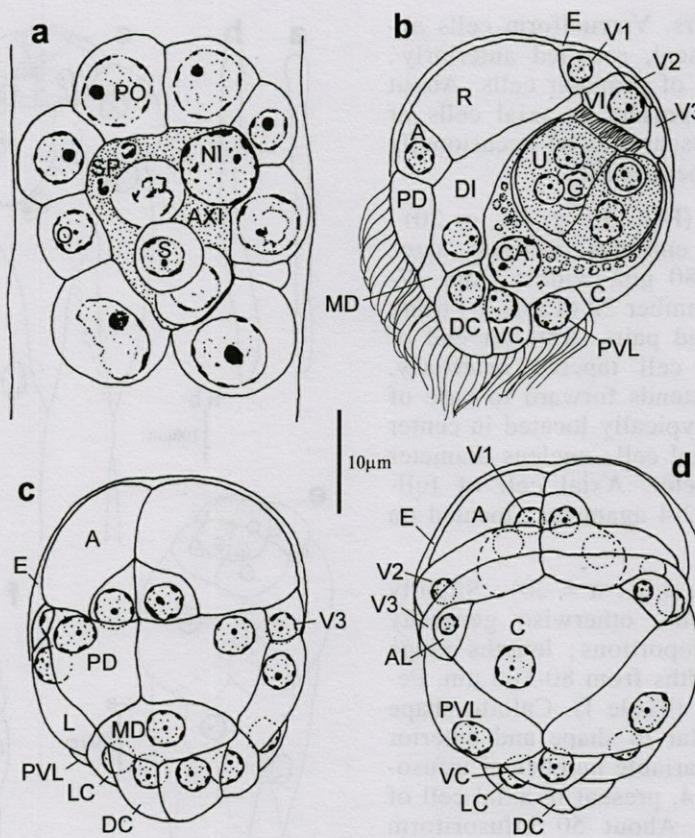 a
PO
SP
NI
AXI
O
S
b
E
V1
V2
V3
VI
R
A
PD
DI
U
G
CA
MD
DC
VC
C
PVL
10µm
c
A
E
V3
PD
L
MD
PVL
LC
DC
d
V1
A
E
V2
V3
AL
C
PVL
VC
LC
DC